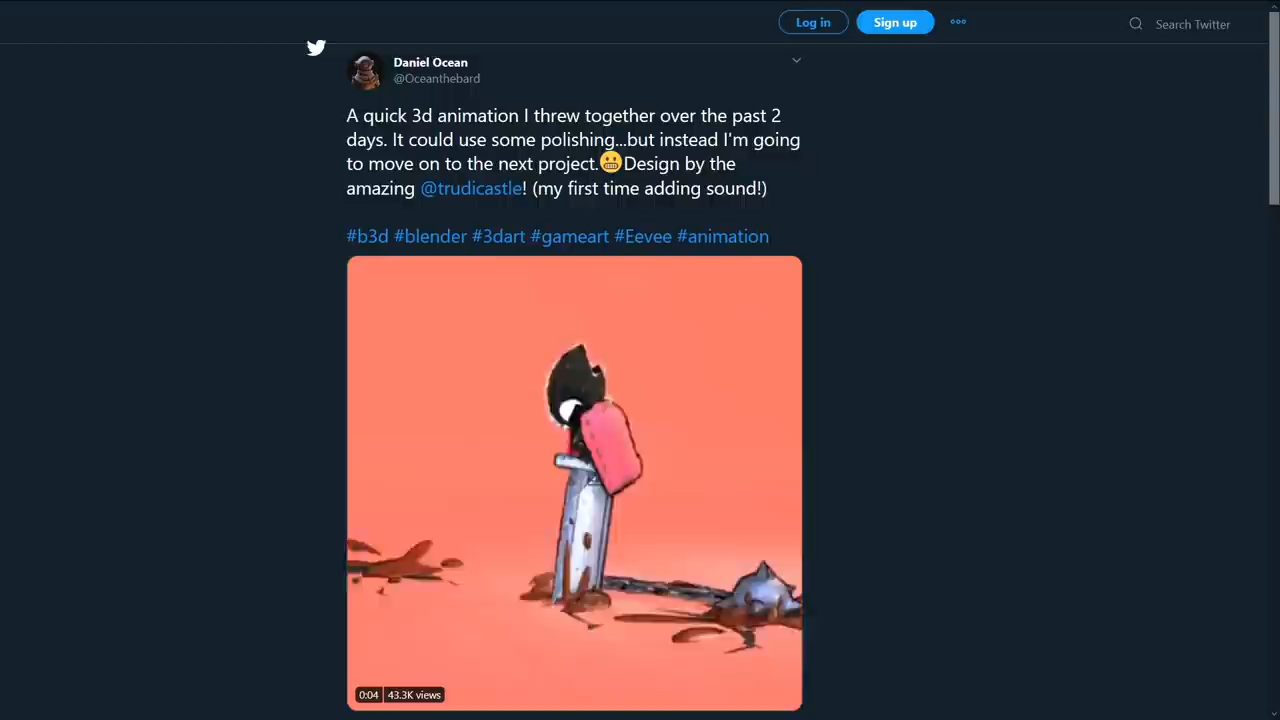 Log in
Sign up
Search Twitter
Daniel Ocean
@Oceanthebard
A quick 3d animation I threw together over the past 2
days. It could use some polishing...but instead I'm going
to move on to the next project.😬Design by the
amazing @trudicastle! (my first time adding sound!)
#b3d #blender #3dart #gameart #Eevee #animation
0:04 43.3K views